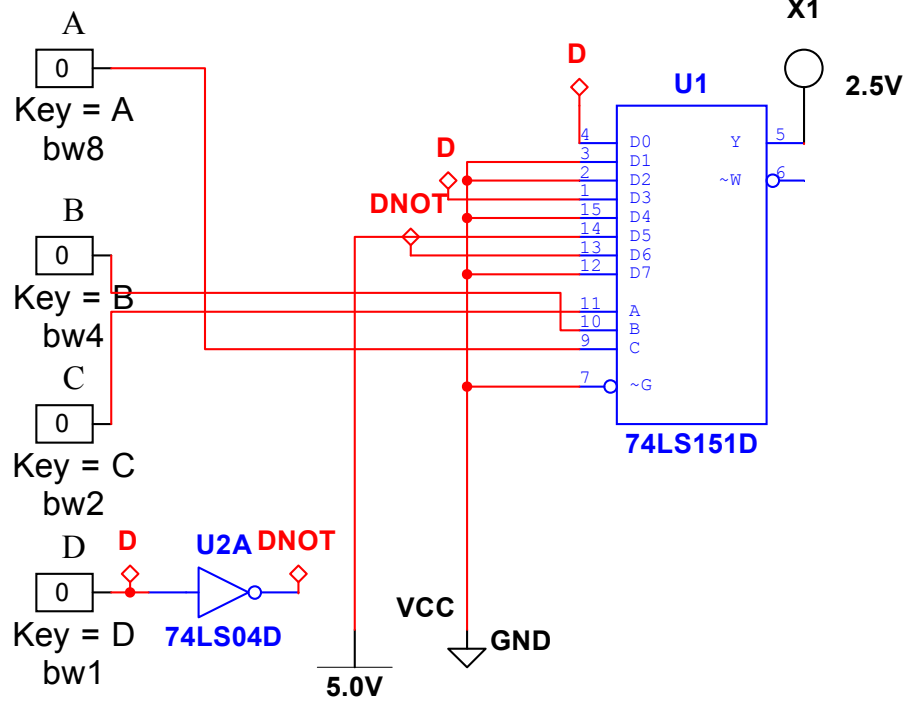 A
0
Key = A
bw8
B
0
Key = B
bw4
C
0
Key = C
bw2
D
0
Key = D
bw1
D
U2A
DNOT
74LS04D
D
D
DNOT
VCC
5.0V
GND
U1
4 D0
3 D1
2 D2
1 D3
15 D4
14 D5
13 D6
12 D7
11 A
10 B
9 C
7 ~G
Y 5
~W 6
74LS151D
X1
2.5V